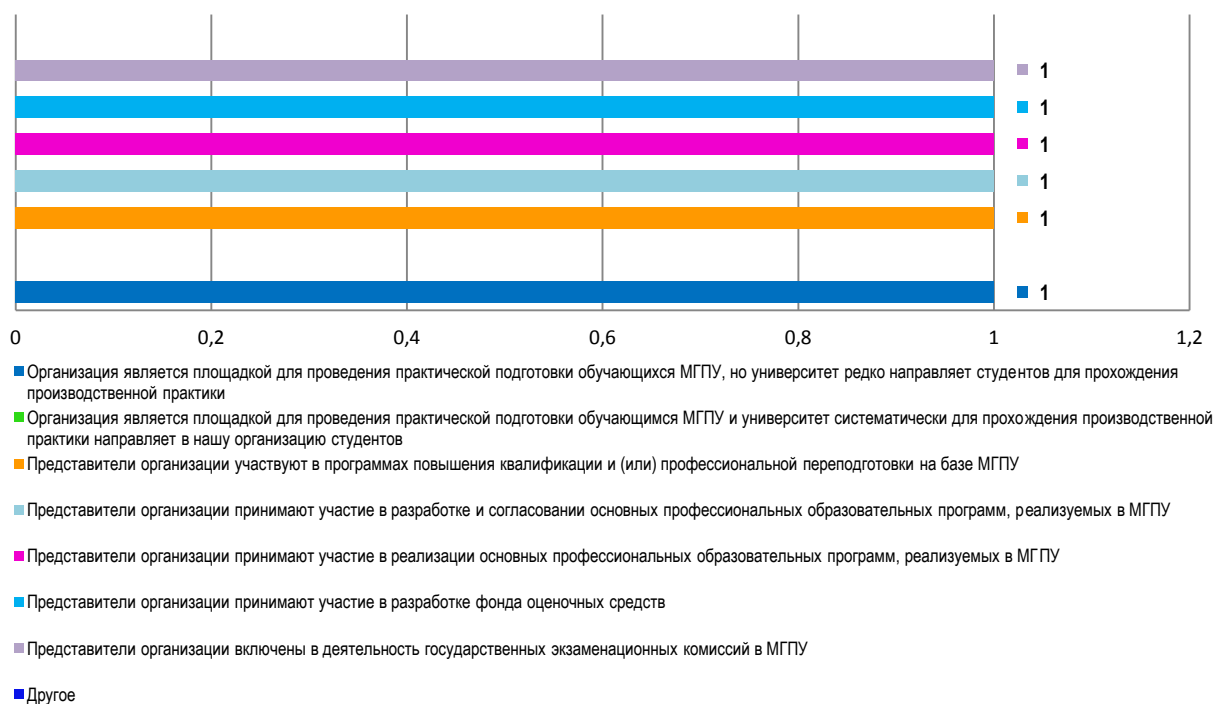 1
1
1
1
1
1
0 0,2 0,4 0,6 0,8 1 1,2
Организация является площадкой для проведения практической подготовки обучающихся МГПУ, но университет редко направляет студентов для прохождения
производственной практики
Организация является площадкой для проведения практической подготовки обучающимся МГПУ и университет систематически для прохождения производственной
практики направляет в нашу организацию студентов
Представители организации участвуют в программах повышения квалификации и (или) профессиональной переподготовки на базе МГПУ
Представители организации принимают участие в разработке и согласовании основных профессиональных образовательных программ, реализуемых в МГПУ
Представители организации принимают участие в реализации основных профессиональных образовательных программ, реализуемых в МГПУ
Представители организации принимают участие в разработке фонда оценочных средств
Представители организации включены в деятельность государственных экзаменационных комиссий в МГПУ
Другое